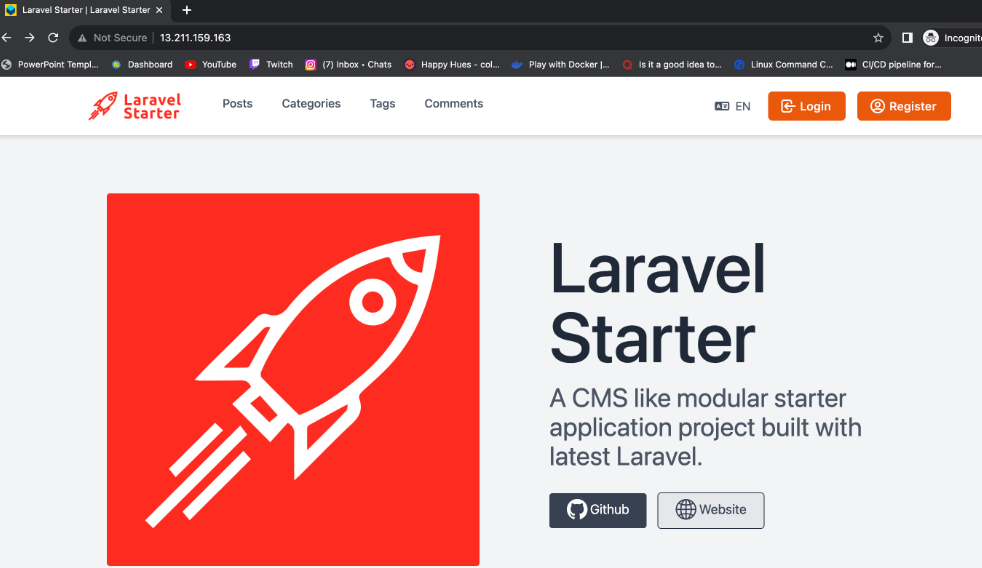 Laravel Starter | Laravel Starter
Not Secure | 13.211.159.163
Incognito
PowerPoint Templ... Dashboard YouTube Twitch (7) Inbox • Chats Happy Hues - col... Play with Docker |... Is it a good idea to... Linux Command C... CI/CD pipeline for...
Laravel
Starter
Posts Categories Tags Comments
EN Login Register
Laravel
Starter
A CMS like modular starter
application project built with
latest Laravel.
Github Website